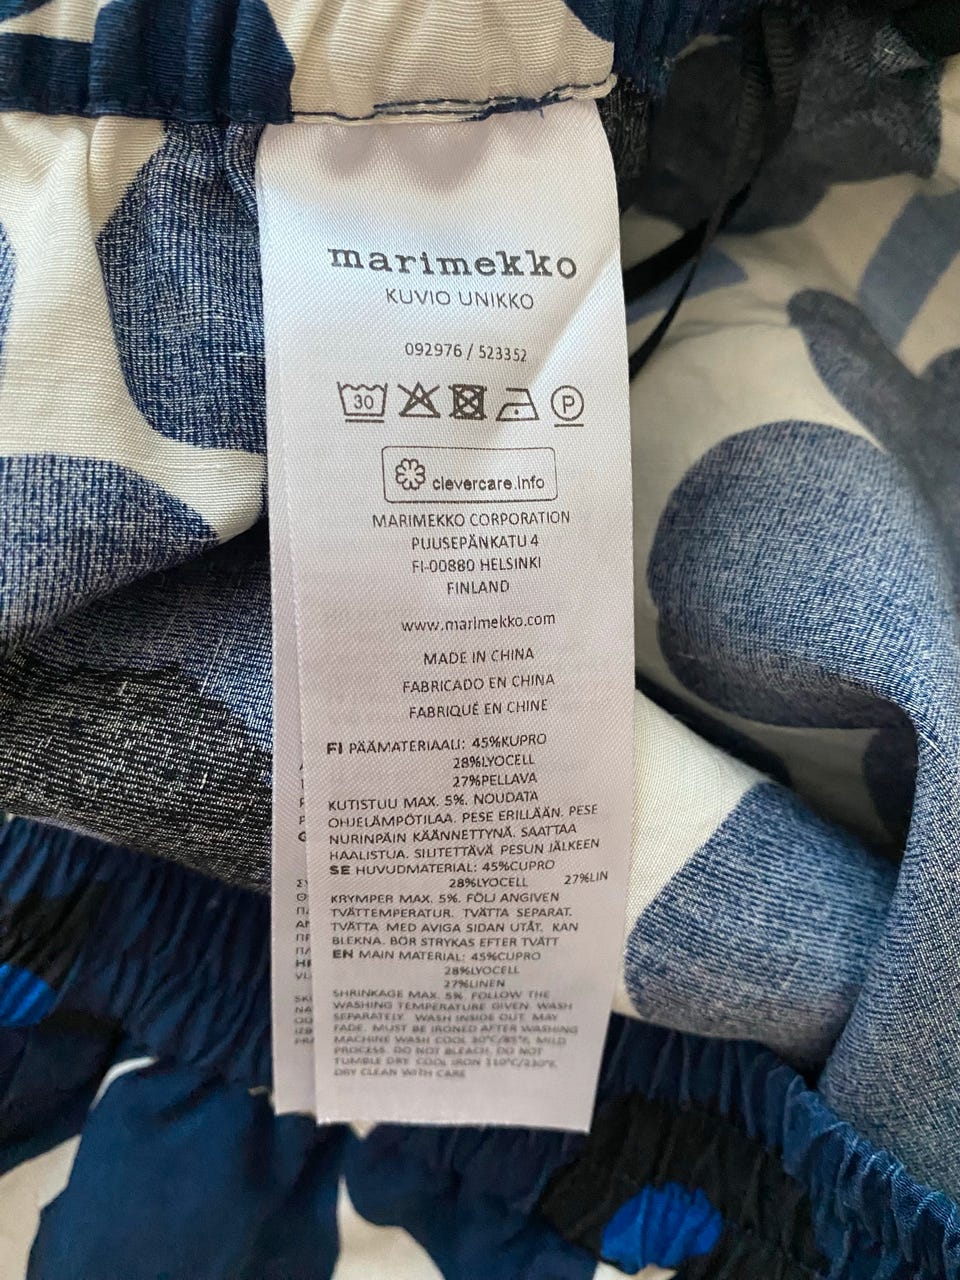 marimekko
KUVIO UNIKKO
092976 / 523352
30
P
clevercare.info
MARIMEKKO CORPORATION
PUUSEPÄNKATU 4
FI-00880 HELSINKI
FINLAND
www.marimekko.com
MADE IN CHINA
FABRICADO EN CHINA
FABRIQUÉ EN CHINE
FI PÄÄMATERIAALI: 45%KUPRO
28%LYOCELL
27%PELLAVA
KUTISTUU MAX. 5%. NOUDATA
OHJELÄMPÖTILAA. PESE ERILLÄÄN. PESE
NURINPÄIN KÄÄNNETTYNÄ. SAATTAA
HAALISTUA. SILITETTÄVÄ PESUN JÄLKEEN
SE HUVUDMATERIAL: 45%CUPRO
28%LYOCELL 27%LIN
KRYMPER MAX. 5%. FÖLJ ANGIVEN
TVÄTTEMPERATUR. TVÄTTA SEPARAT.
TVÄTTA MED AVIGA SIDAN UTÅT. KAN
BLEKNA. BÖR STRYKAS EFTER TVÄTT
EN MAIN MATERIAL: 45%CUPRO
28%LYOCELL
27%LINEN
SHRINKAGE MAX. 5%. FOLLOW THE
WASHING TEMPERATURE GIVEN. WASH
SEPARATELY. WASH INSIDE OUT. MAY
FADE. MUST BE IRONED AFTER WASHING
MACHINE WASH COOL 30°C/85°F, MILD
PROCESS. DO NOT BLEACH. DO NOT
TUMBLE DRY. COOL IRON 110°C/230°F.
DRY CLEAN WITH CARE